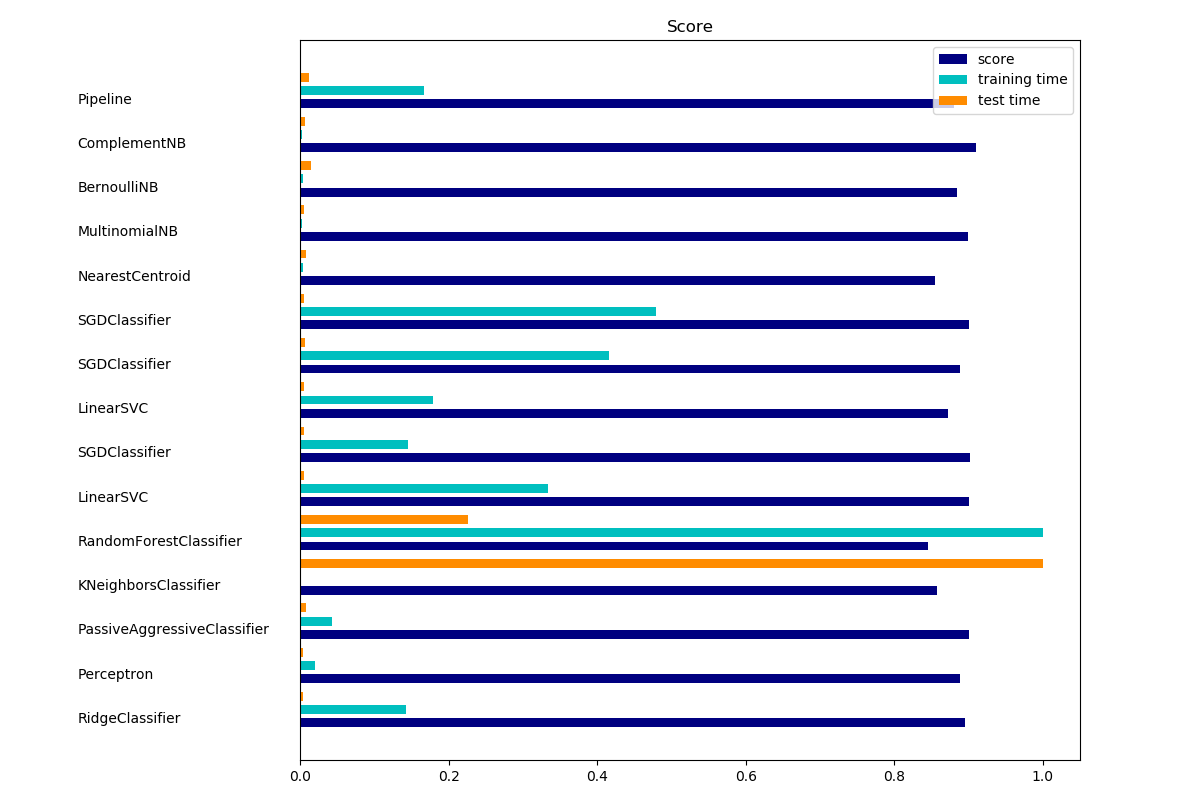 Score
score
training time
test time
Pipeline
ComplementNB
BernoulliNB
MultinomialNB
NearestCentroid
SGDClassifier
SGDClassifier
LinearSVC
SGDClassifier
LinearSVC
RandomForestClassifier
KNeighborsClassifier
PassiveAggressiveClassifier
Perceptron
RidgeClassifier
0.0 0.2 0.4 0.6 0.8 1.0